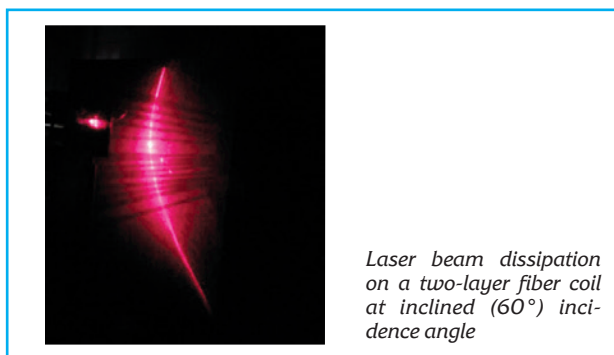 Laser beam dissipation
on a two-layer fiber coil
at inclined (60°) inci-
dence angle